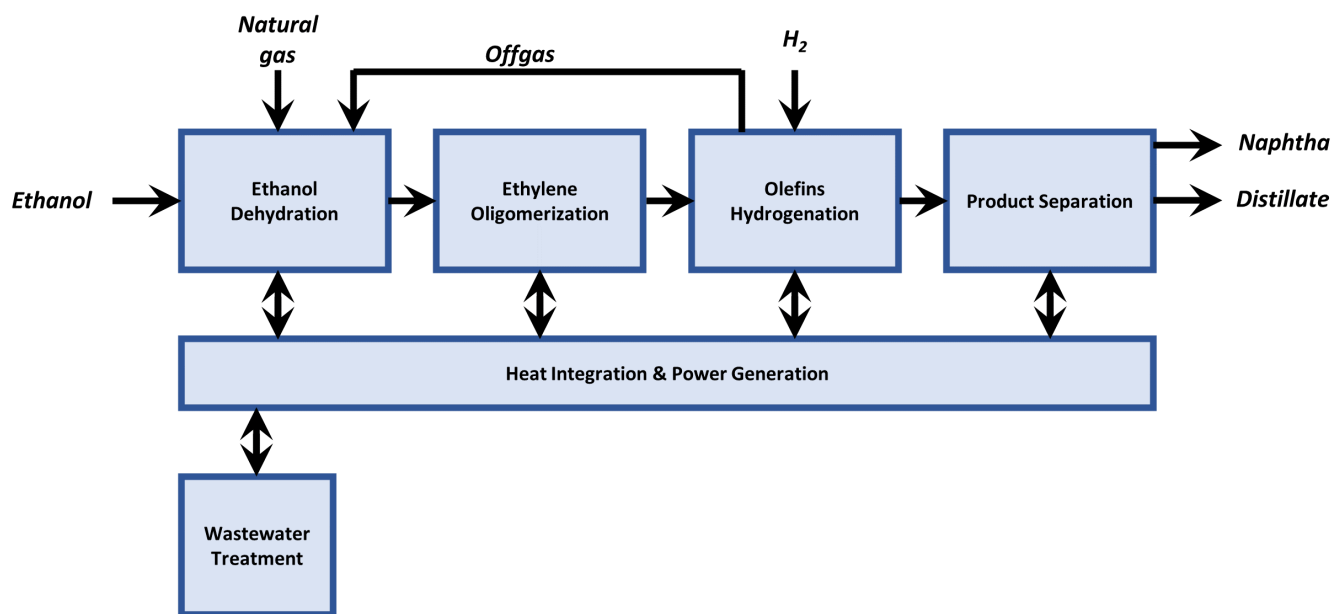 Natural
gas
Offgas
H₂
Ethanol
Ethanol
Dehydration
Ethylene
Oligomerization
Olefins
Hydrogenation
Product Separation
Naphtha
Distillate
Heat Integration & Power Generation
Wastewater
Treatment